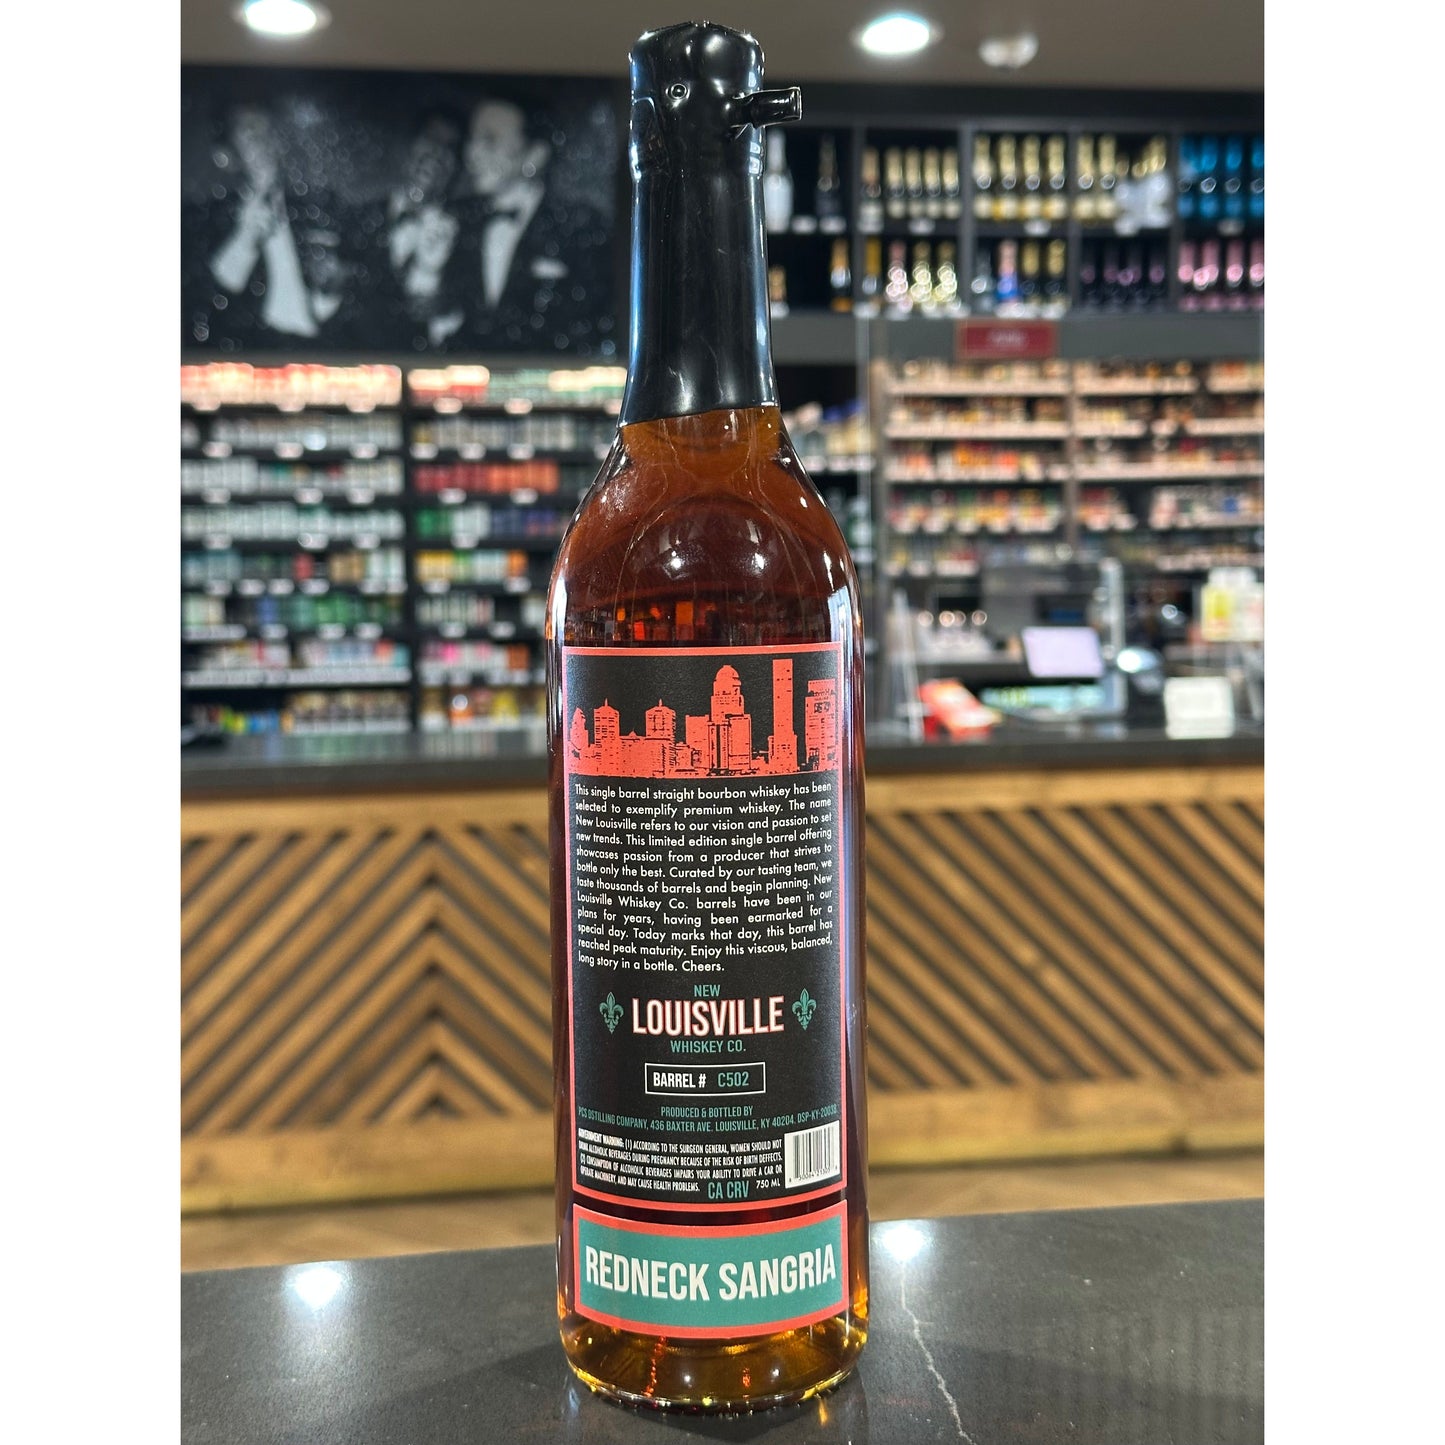 This single barrel straight bourbon whiskey has been
selected to exemplify premium whiskey. The name
New Louisville refers to our vision and passion to set
new trends. This limited edition single barrel offering
showcases passion from a producer that strives to
bottle only the best. Curated by our tasting team, we
taste thousands of barrels and begin planning. New
Louisville Whiskey Co. barrels have been in our
plans for years, having been earmarked for a
special day. Today marks that day, this barrel has
reached peak maturity. Enjoy this viscous, balanced,
long story in a bottle. Cheers.
NEW
LOUISVILLE
WHISKEY CO.
BARREL # C502
PRODUCED & BOTTLED BY
PCS DSTILLING COMPANY, 436 BAXTER AVE. LOUISVILLE, KY 40204. DSP-KY-20038
GOVERNMENT WARNING: (1) ACCORDING TO THE SURGEON GENERAL, WOMEN SHOULD NOT
DRINK ALCOHOLIC BEVERAGES DURING PREGNANCY BECAUSE OF THE RISK OF BIRTH DEFFECTS.
(2) CONSUMPTION OF ALCOHOLIC BEVERAGES IMPAIRS YOUR ABILITY TO DRIVE A CAR OR
OPERATE MACHINERY, AND MAY CAUSE HEALTH PROBLEMS.
CA CRV 750 ML
REDNECK SANGRIA